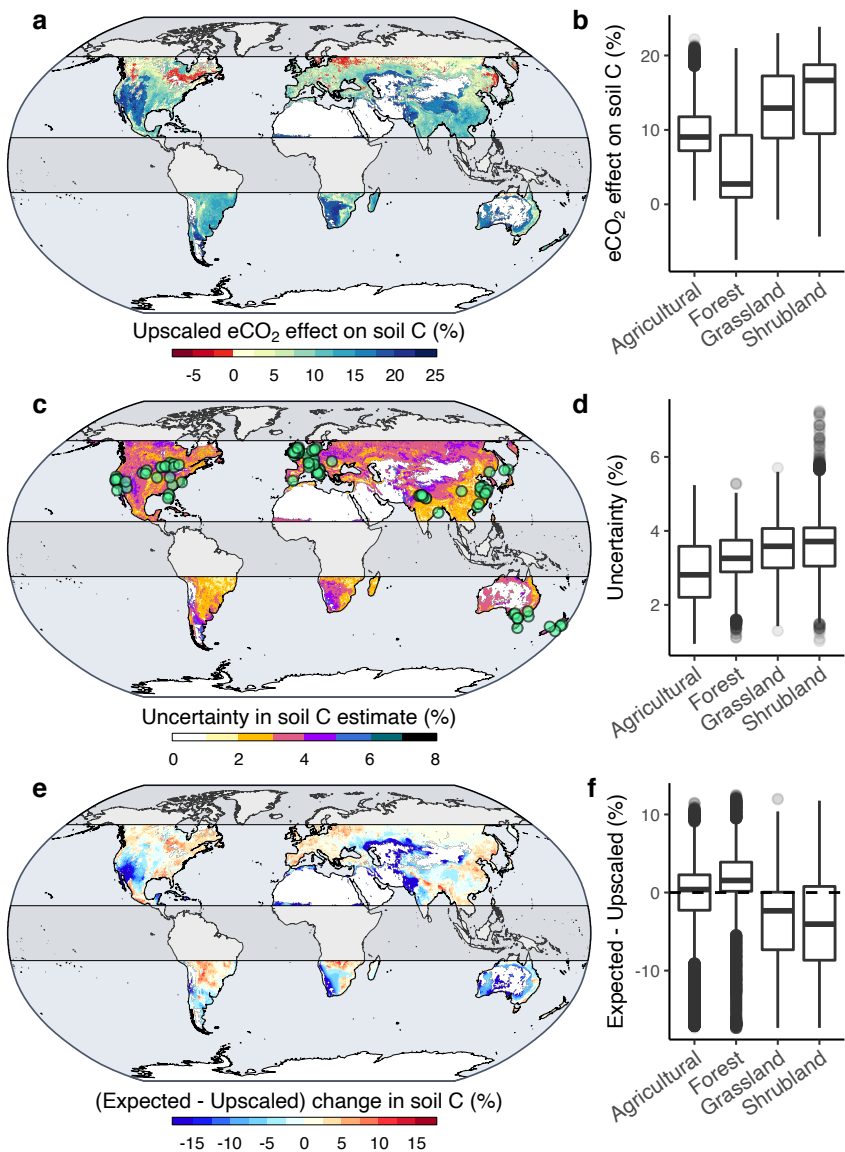 a
Upscaled eCO₂ effect on soil C (%)
-5 0 5 10 15 20 25
b
eCO₂ effect on soil C (%)
20
10
0
Agricultural
Forest
Grassland
Shrubland
c
Uncertainty in soil C estimate (%)
0 2 4 6 8
d
Uncertainty (%)
6
4
2
Agricultural
Forest
Grassland
Shrubland
e
(Expected - Upscaled) change in soil C (%)
-15 -10 -5 0 5 10 15
f
Expected - Upscaled (%)
10
0
-10
Agricultural
Forest
Grassland
Shrubland